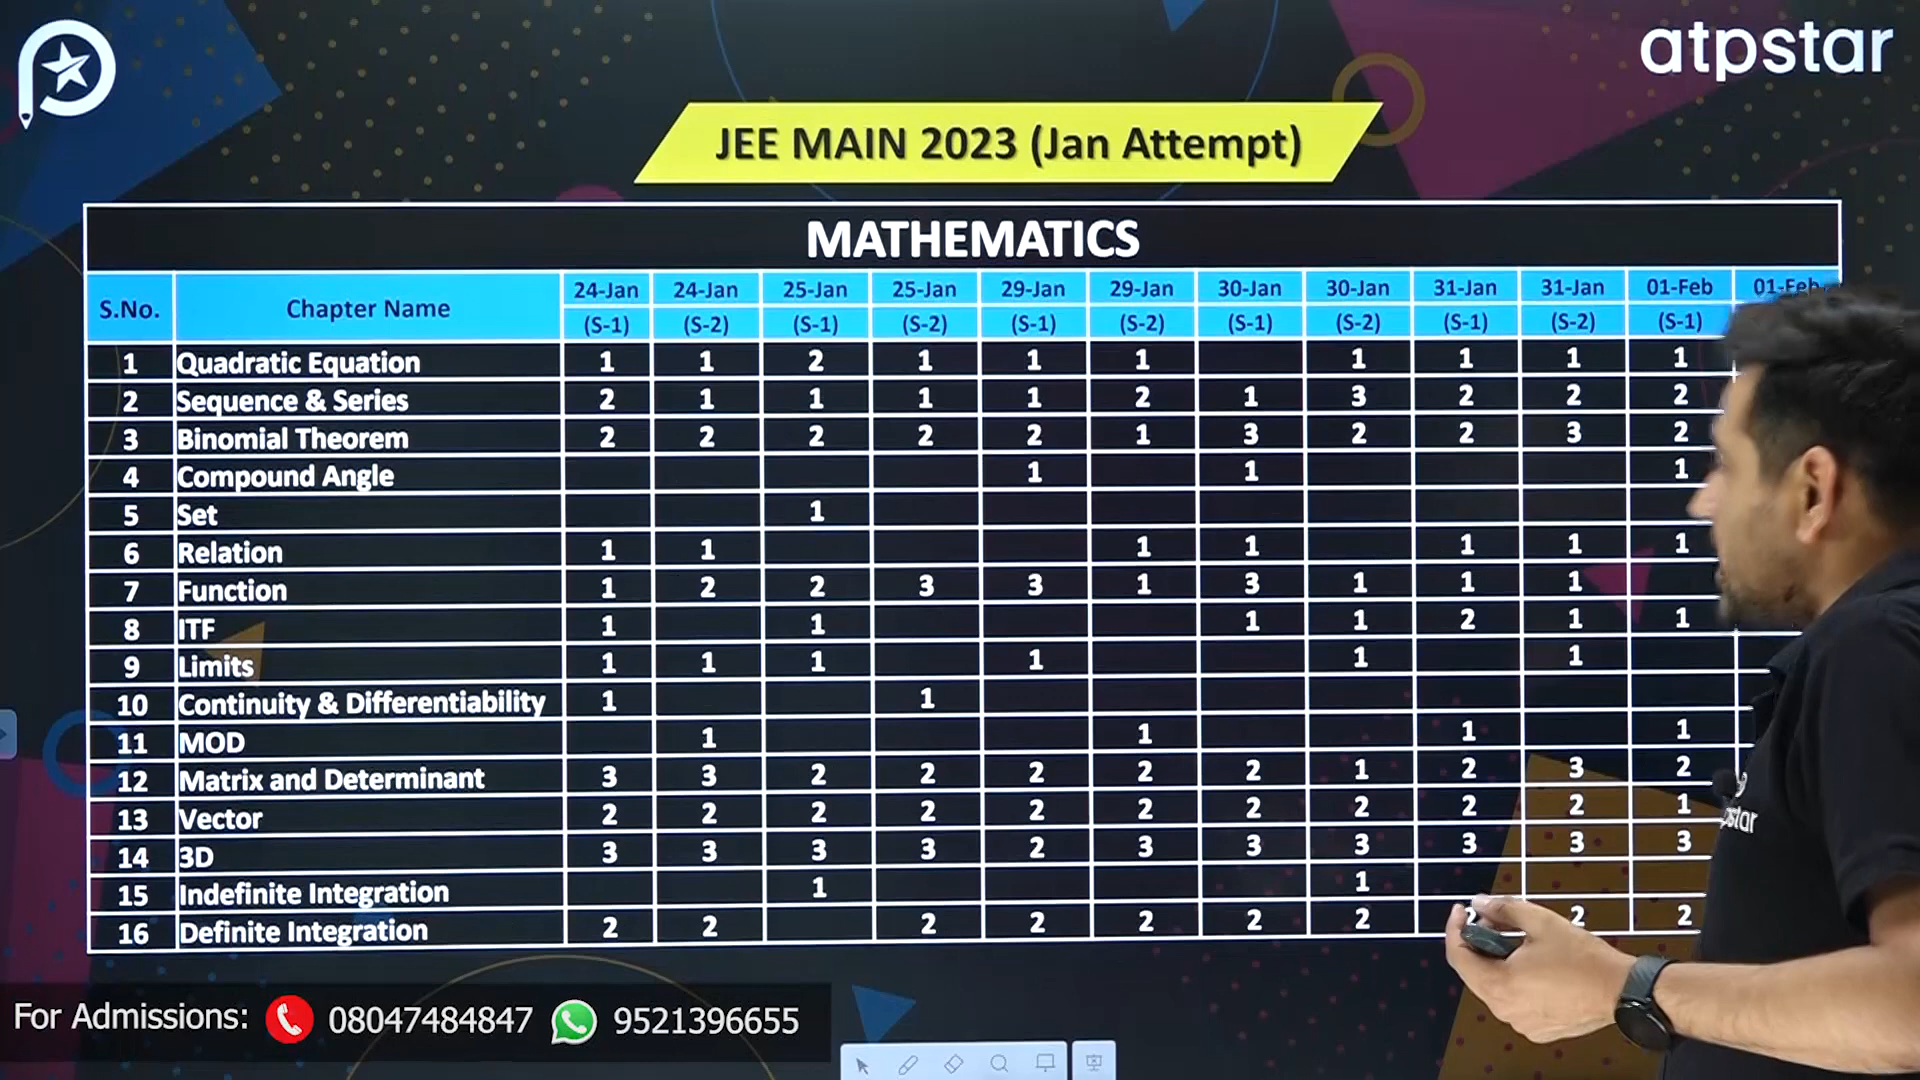 atpstar
JEE MAIN 2023 (Jan Attempt)
MATHEMATICS
S.No. Chapter Name 24-Jan 24-Jan 25-Jan 25-Jan 29-Jan 29-Jan 30-Jan 30-Jan 31-Jan 31-Jan 01-Feb 01-Feb
(S-1) (S-2) (S-1) (S-2) (S-1) (S-2) (S-1) (S-2) (S-1) (S-2) (S-1)
1 Quadratic Equation 1 1 2 1 1 1 1 1 1 1
2 Sequence & Series 2 1 1 1 1 2 1 3 2 2 2
3 Binomial Theorem 2 2 2 2 2 1 3 2 2 3 2
4 Compound Angle 1 1 1
5 Set 1
6 Relation 1 1 1 1 1 1 1
7 Function 1 2 2 3 3 1 3 1 1 1
8 ITF 1 1 1 1 2 1 1
9 Limits 1 1 1 1 1 1
10 Continuity & Differentiability 1 1
11 MOD 1 1 1 1
12 Matrix and Determinant 3 3 2 2 2 2 2 1 2 3 2
13 Vector 2 2 2 2 2 2 2 2 2 2 1
14 3D 3 3 3 3 2 3 3 3 3 3 3
15 Indefinite Integration 1 1
16 Definite Integration 2 2 2 2 2 2 2 2 2 2
For Admissions: 08047484847 9521396655